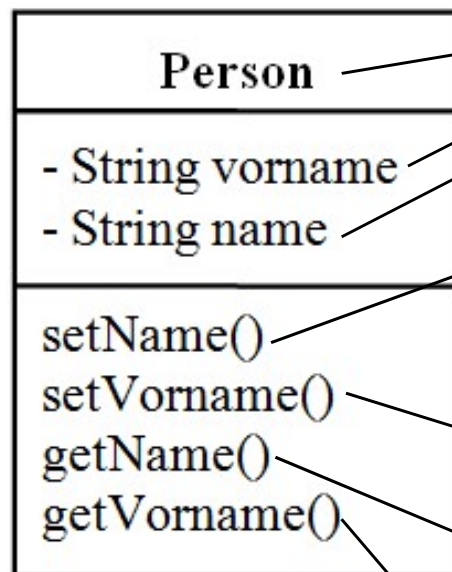 Person
- String vorname
- String name
setName()
setVorname()
getName()
getVorname()